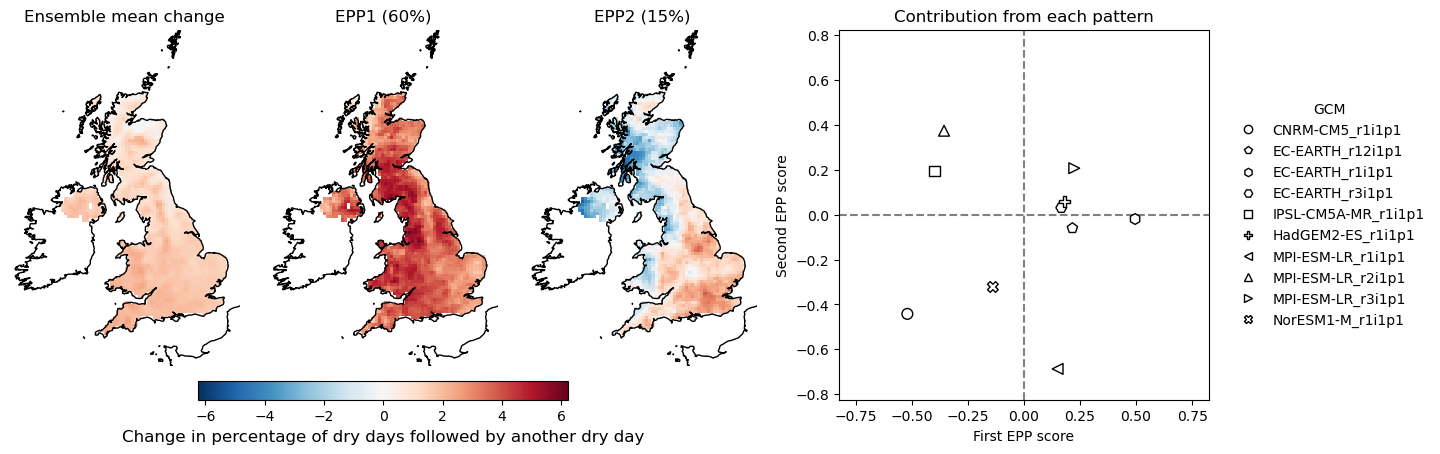 Ensemble mean change
EPP1 (60%)
EPP2 (15%)
−6 −4 −2 0 2 4 6
Change in percentage of dry days followed by another dry day
Contribution from each pattern
Second EPP score
0.8
0.6
0.4
0.2
0.0
−0.2
−0.4
−0.6
−0.8
−0.75 −0.50 −0.25 0.00 0.25 0.50 0.75
First EPP score
GCM
CNRM-CM5_r1i1p1
EC-EARTH_r12i1p1
EC-EARTH_r1i1p1
EC-EARTH_r3i1p1
IPSL-CM5A-MR_r1i1p1
HadGEM2-ES_r1i1p1
MPI-ESM-LR_r1i1p1
MPI-ESM-LR_r2i1p1
MPI-ESM-LR_r3i1p1
NorESM1-M_r1i1p1